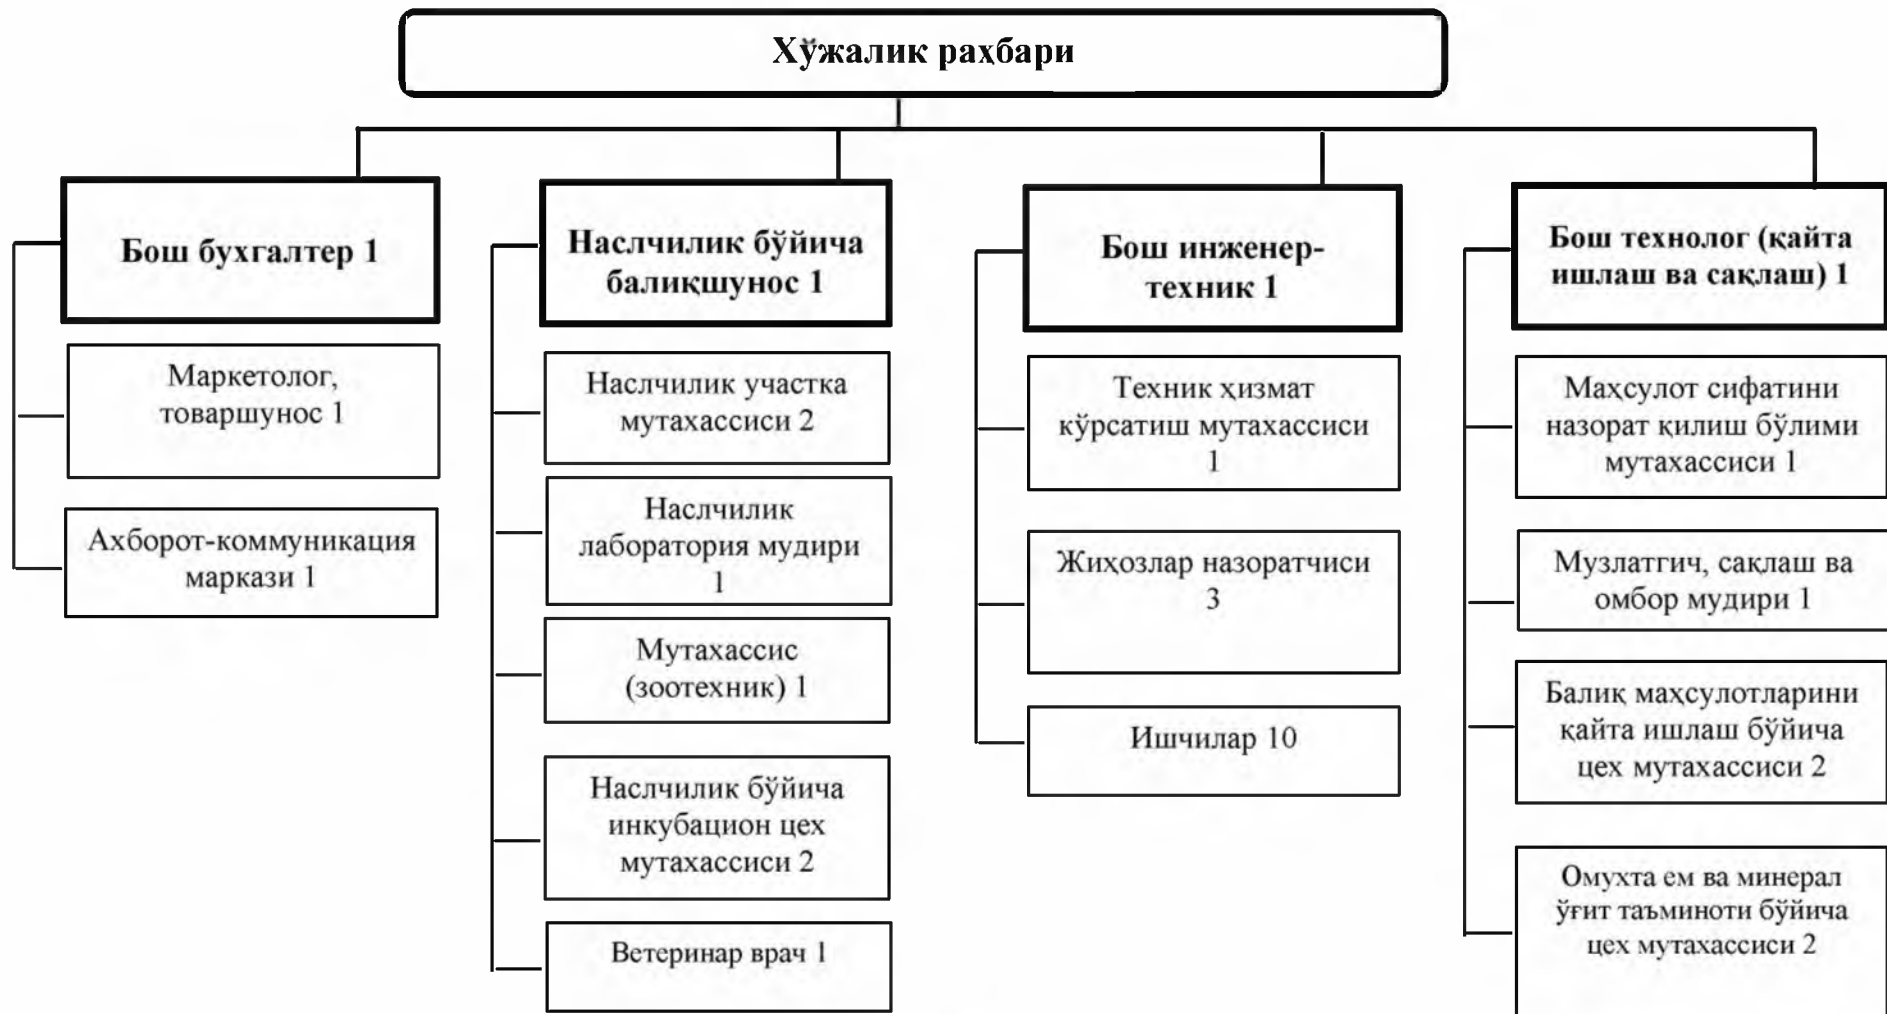 Хўжалик раҳбари
Бош бухгалтер 1
Маркетолог,
товаршунос 1
Ахборот-коммуникация
маркази 1
Наслчилик бўйича
балиқшунос 1
Наслчилик участка
мутахассиси 2
Наслчилик
лаборатория мудири
1
Мутахассис
(зоотехник) 1
Наслчилик бўйича
инкубацион цех
мутахассиси 2
Ветеринар врач 1
Бош инженер-
техник 1
Техник ҳизмат
кўрсатиш мутахассиси
1
Жиҳозлар назоратчиси
3
Ишчилар 10
Бош технолог (қайта
ишлаш ва сақлаш) 1
Маҳсулот сифатини
назорат қилиш бўлими
мутахассиси 1
Музлатгич, сақлаш ва
омбор мудири 1
Балиқ маҳсулотларини
қайта ишлаш бўйича
цех мутахассиси 2
Омухта ем ва минерал
ўғит таъминоти бўйича
цех мутахассиси 2